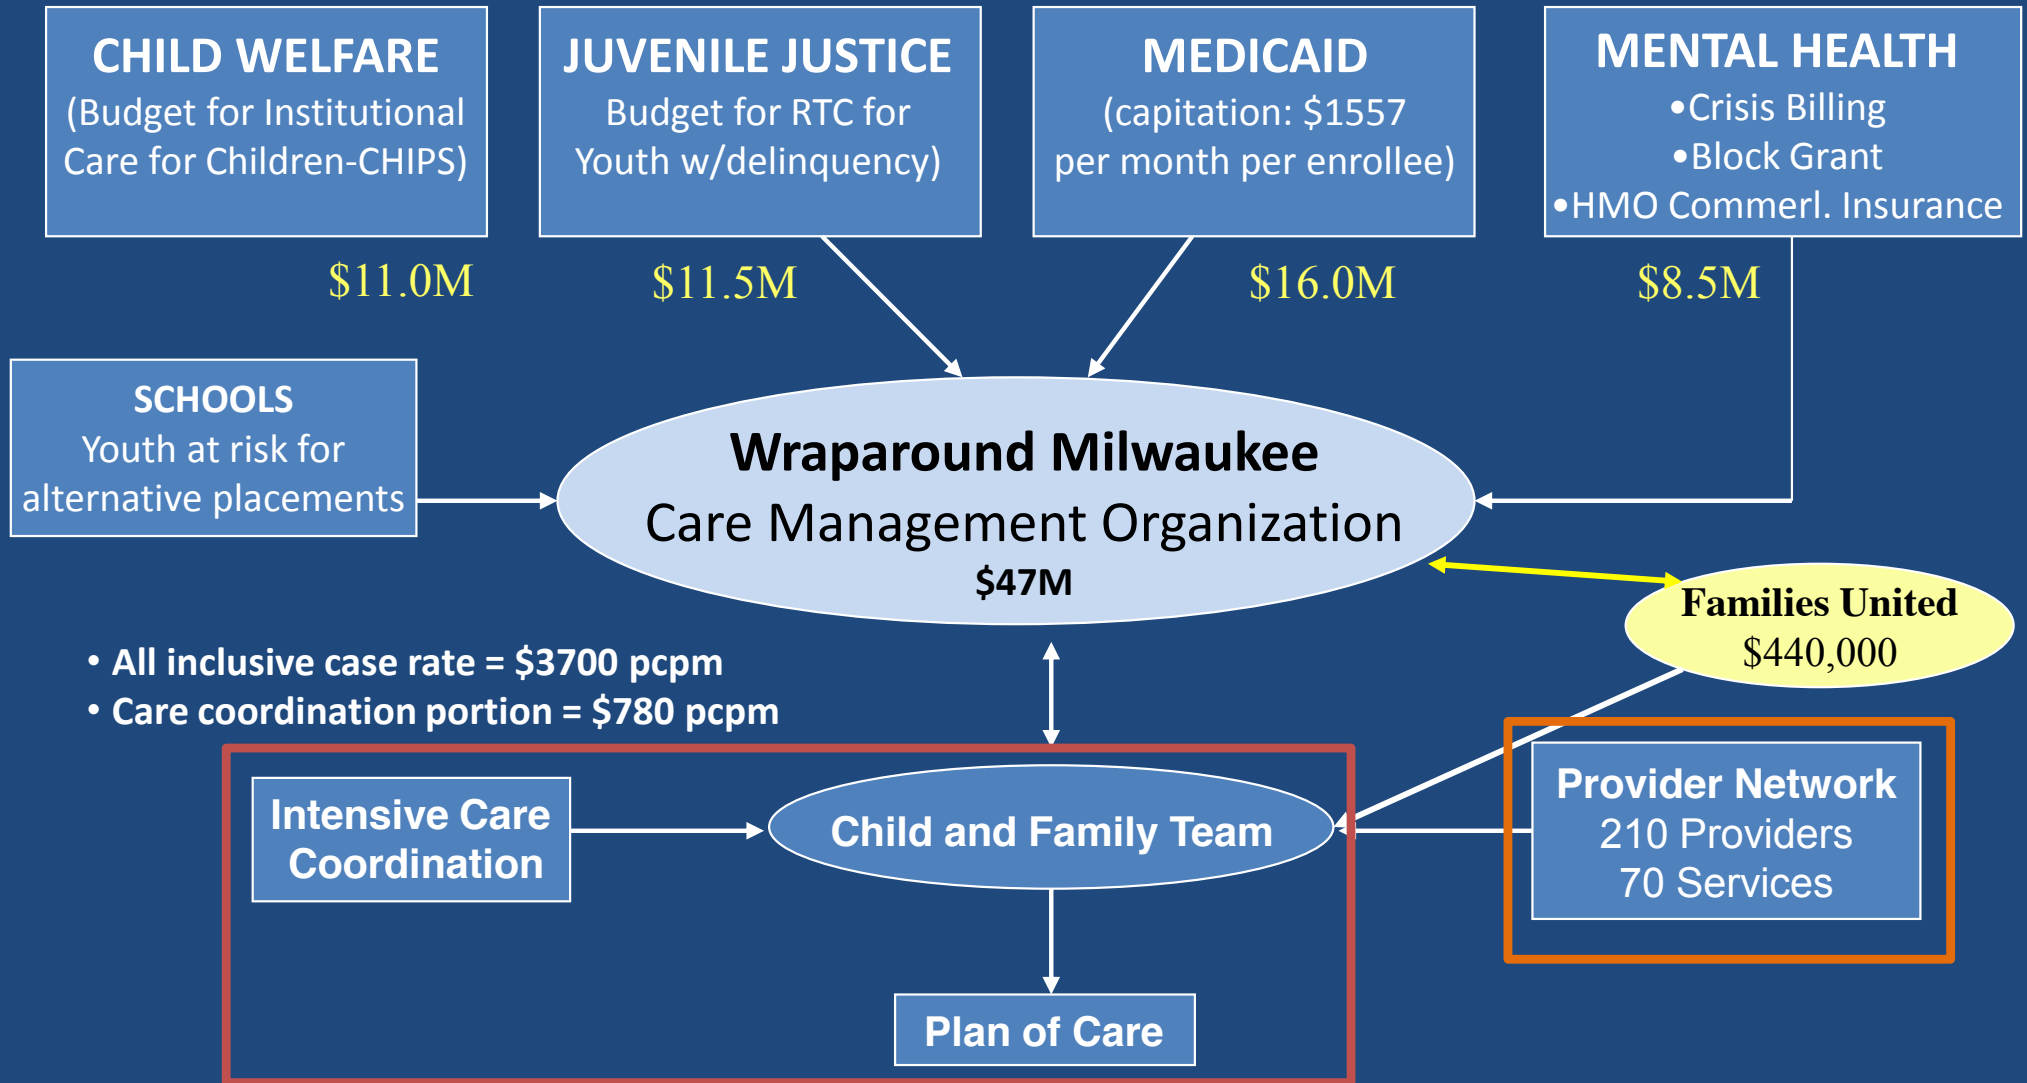 CHILD WELFARE
(Budget for Institutional
Care for Children-CHIPS)
JUVENILE JUSTICE
Budget for RTC for
Youth w/delinquency)
MEDICAID
(capitation: $1557
per month per enrollee)
MENTAL HEALTH
•Crisis Billing
•Block Grant
•HMO Commerl. Insurance
$11.0M
$11.5M
$16.0M
$8.5M
SCHOOLS
Youth at risk for
alternative placements
Wraparound Milwaukee
Care Management Organization
$47M
Families United
$440,000
• All inclusive case rate = $3700 pcpm
• Care coordination portion = $780 pcpm
Intensive Care
Coordination
Child and Family Team
Provider Network
210 Providers
70 Services
Plan of Care